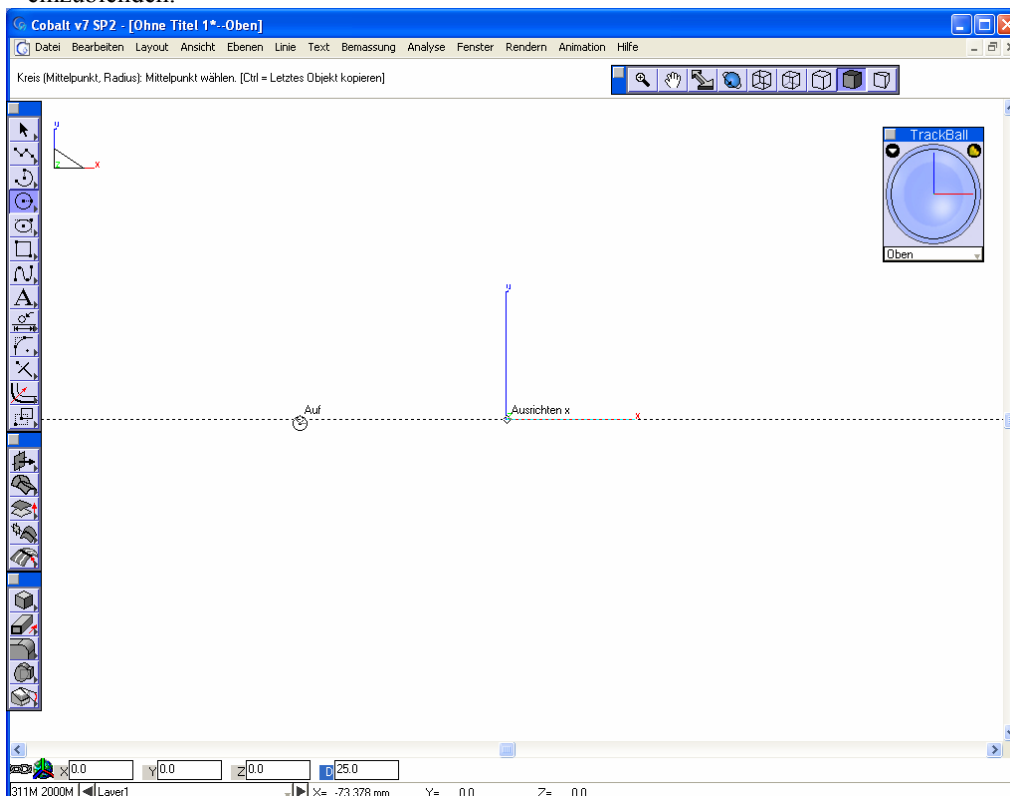 einzublenden.
Cobalt v7 SP2 - [Ohne Titel 1*--Oben]
Datei Bearbeiten Layout Ansicht Ebenen Linie Text Bemassung Analyse Fenster Rendern Animation Hilfe
Kreis (Mittelpunkt, Radius): Mittelpunkt wählen. [Ctrl = Letztes Objekt kopieren]
y
z x
TrackBall
Oben
y
Auf
Ausrichten x
x
X 0.0 Y 0.0 Z 0.0 D 25.0
311M 2000M Layer1 X= -73.378 mm Y= 0.0 Z= 0.0